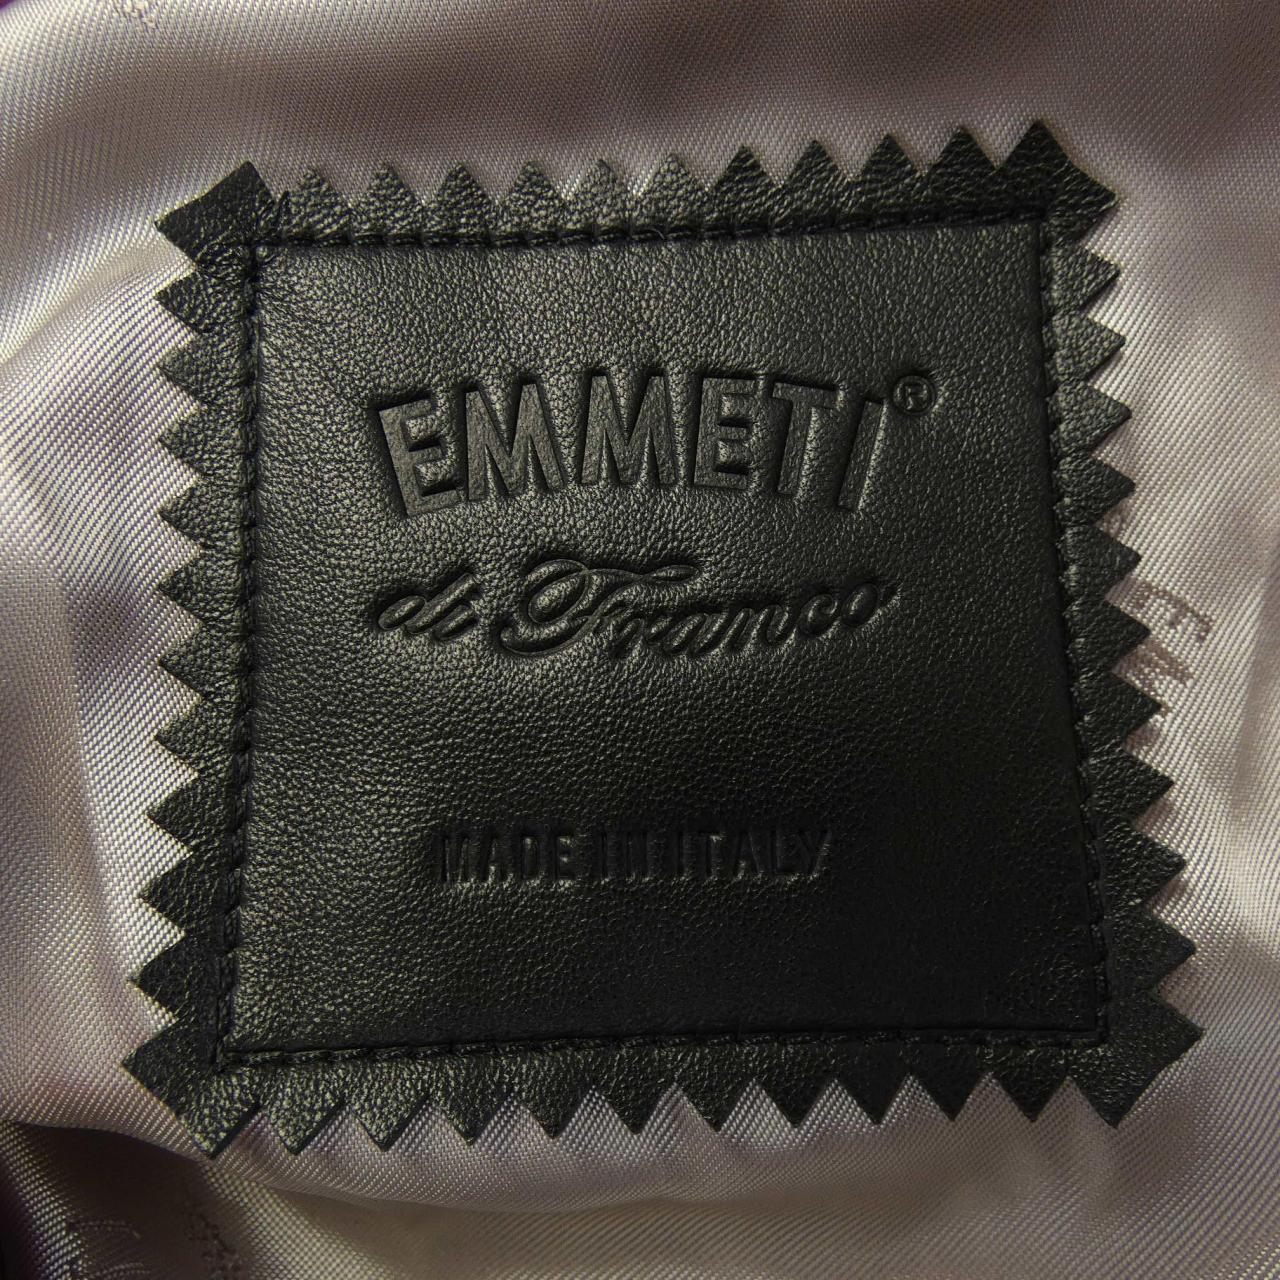 EMMETI®
di Franco
MADE IN ITALY